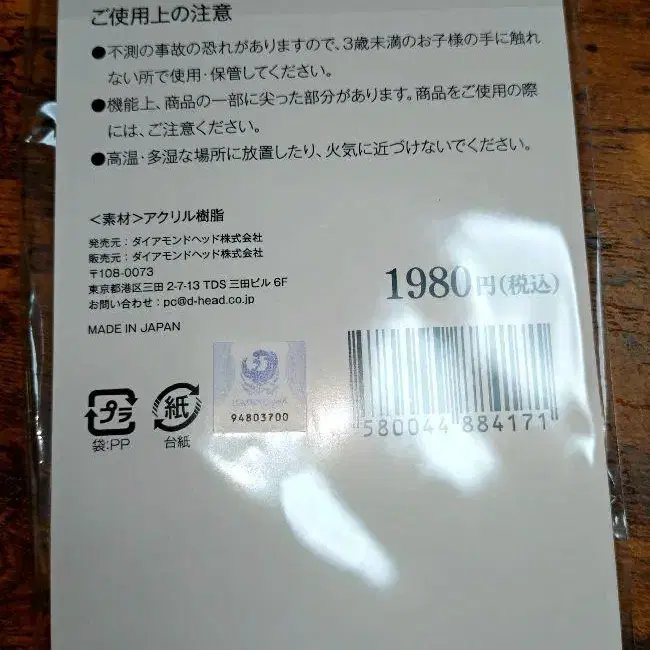 ご使用上の注意
●不測の事故の恐れがありますので、3歳未満のお子様の手に触れ
ない所で使用・保管してください。
●機能上、商品の一部に尖った部分があります。商品をご使用の際
には、ご注意ください。
●高温・多湿な場所に放置したり、火気に近づけないでください。
<素材>アクリル樹脂
発売元：ダイアモンドヘッド株式会社
販売元：ダイアモンドヘッド株式会社
〒108-0073
東京都港区三田 2-7-13 TDS 三田ビル 6F
お問い合わせ：pc@d-head.co.jp
MADE IN JAPAN
1980円(税込)
プラ
袋:PP
紙
台紙
94803700
580044 884171